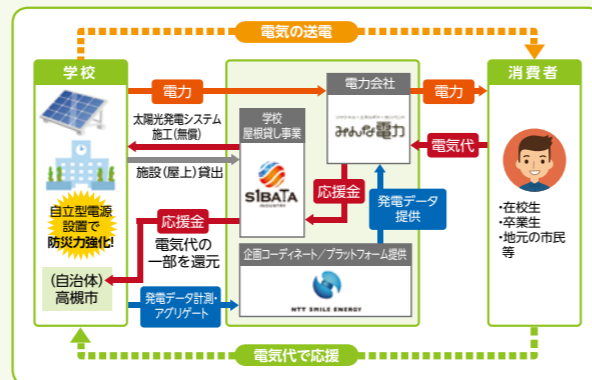 電気の送電
学校
電力
太陽光発電システム
施工(無償)
施設(屋上)貸出
自立型電源
設置で
防災力強化!
応援金
電気代の
一部を還元
(自治体)
高槻市
発電データ計測・
アグリゲート
学校
屋根貸し事業
SIBATA
INDUSTRY
電力会社
みんな電力
応援金
発電データ
提供
企画コーディネート/プラットフォーム提供
NTT SMILE ENERGY
電力
電気代
消費者
・在校生
・卒業生
・地元の市民
等
電気代で応援